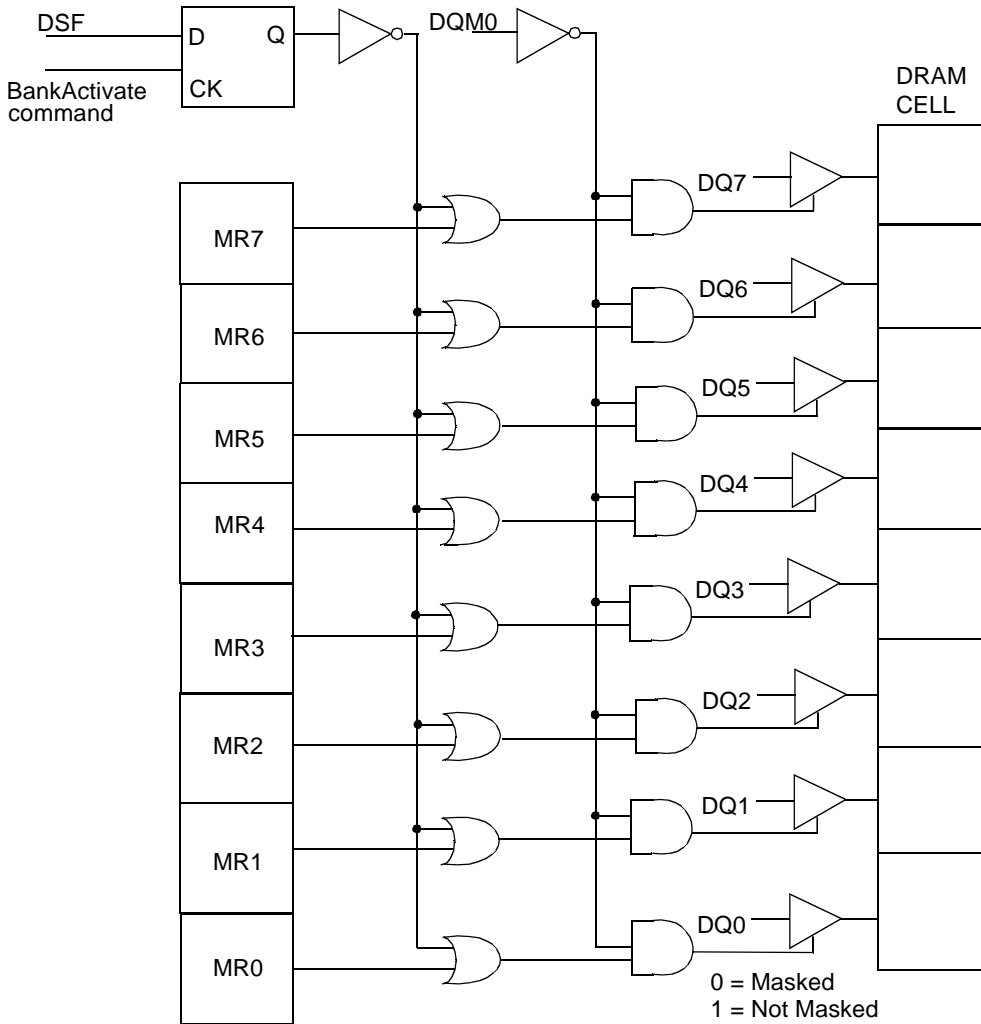 DSF
D
Q
CK
BankActivate
command
DQM0
DRAM
CELL
MR7
DQ7
MR6
DQ6
MR5
DQ5
MR4
DQ4
MR3
DQ3
MR2
DQ2
MR1
DQ1
MR0
DQ0
0 = Masked
1 = Not Masked